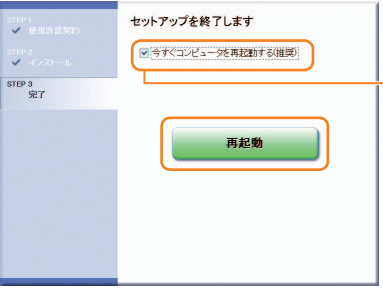 STEP 1
使用許諾契約
STEP 2
インストール
STEP 3
完了
セットアップを終了します
今すぐコンピュータを再起動する(推奨)
再起動